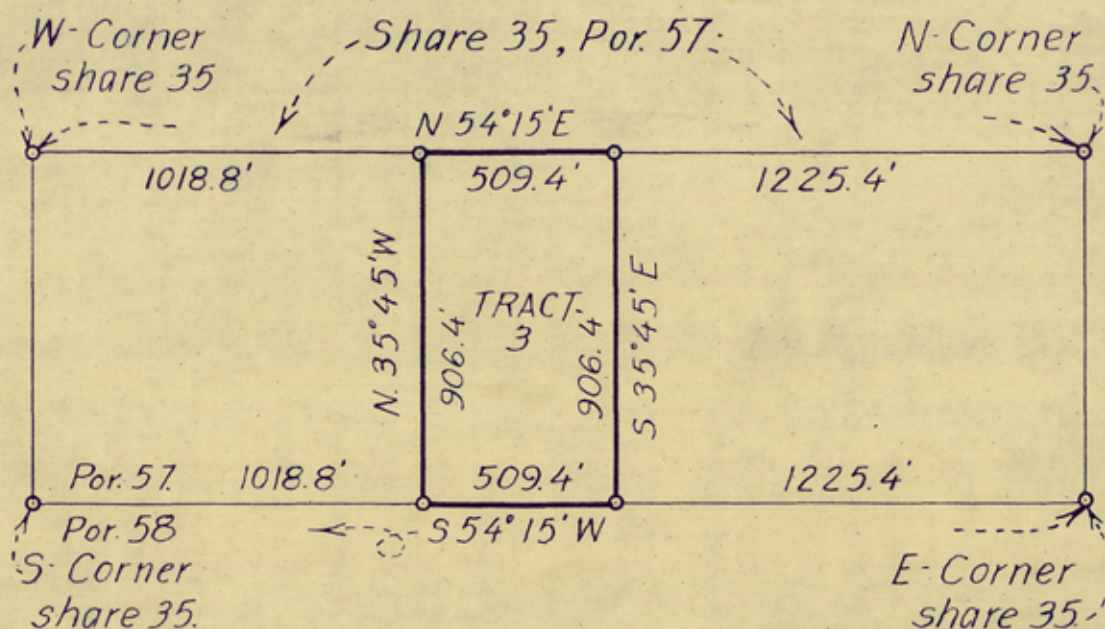 W-Corner
share 35
Share 35, Por. 57.
N-Corner
share 35.
N 54°15'E
1018.8'
509.4'
1225.4'
N. 35°45'W
906.4'
TRACT-
3
906.4
S 35°45' E
Por. 57.
1018.8'
509.4'
1225.4'
Por. 58
S 54°15' W
S-Corner
share 35.
E-Corner
share 35.